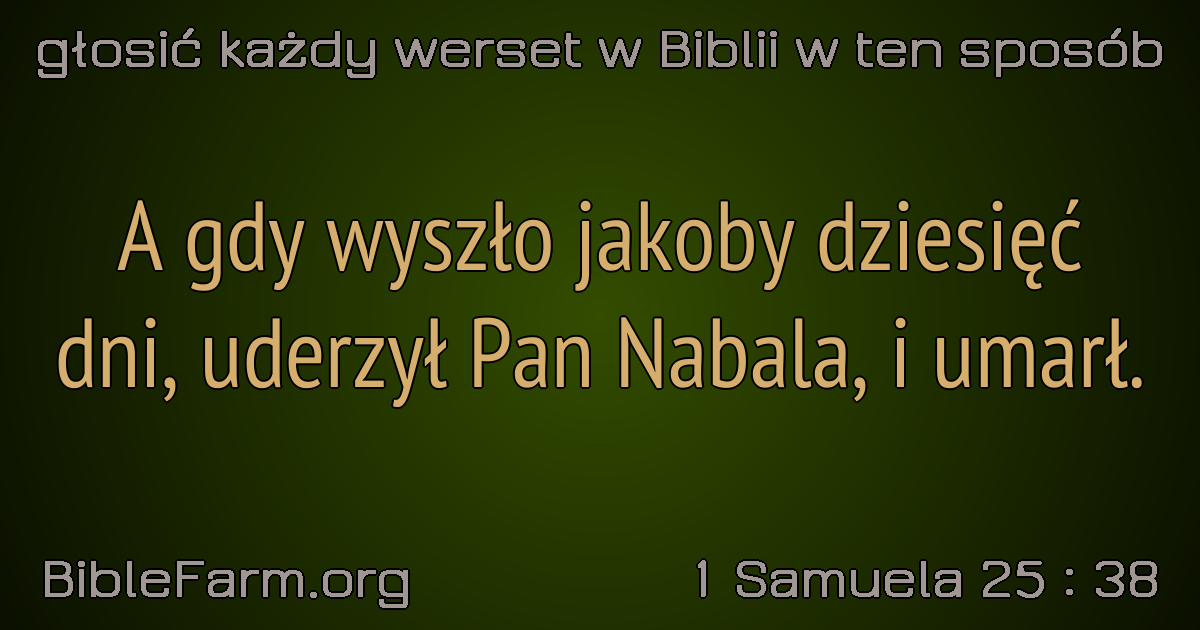 głosić każdy werset w Biblii w ten sposób
A gdy wyszło jakoby dziesięć
dni, uderzył Pan Nabala, i umarł.
BibleFarm.org
1 Samuela 25 : 38